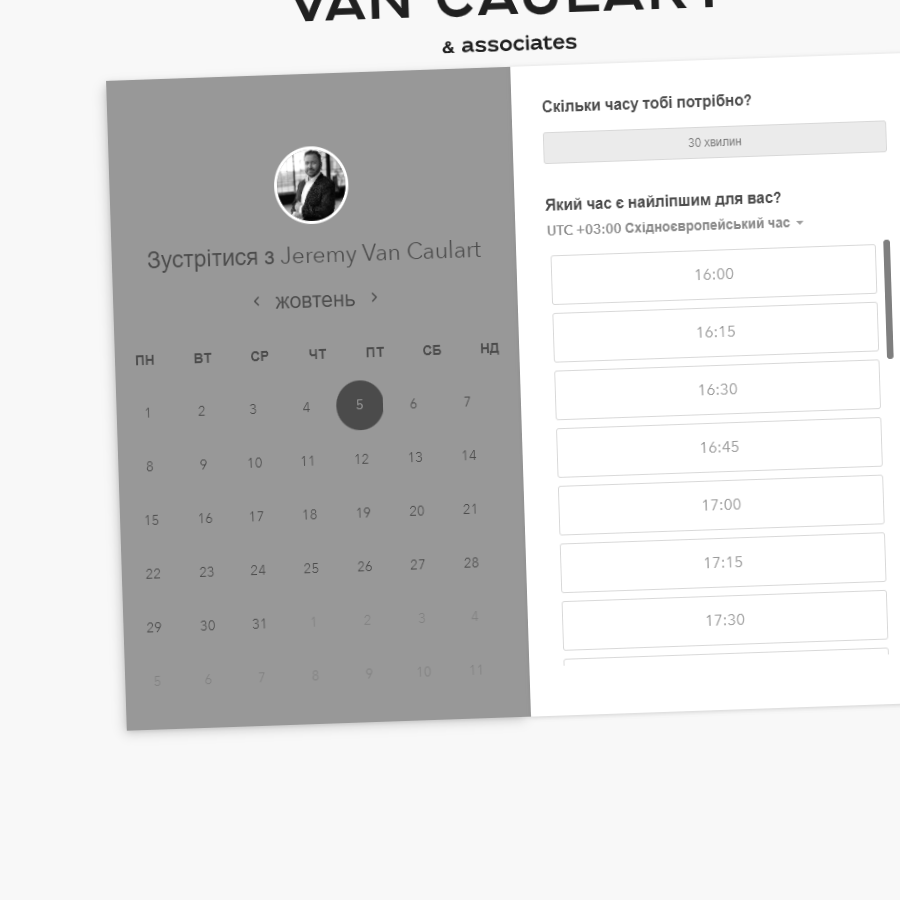 VAN CAULART
& associates
Зустрітися з Jeremy Van Caulart
жовтень
ПН ВТ СР ЧТ ПТ СБ НД
1 2 3 4 5 6 7
8 9 10 11 12 13 14
15 16 17 18 19 20 21
22 23 24 25 26 27 28
29 30 31 1 2 3 4
5 6 7 8 9 10 11
Скільки часу тобі потрібно?
30 хвилин
Який час є найліпшим для вас?
UTC +03:00 Східноєвропейський час
16:00
16:15
16:30
16:45
17:00
17:15
17:30